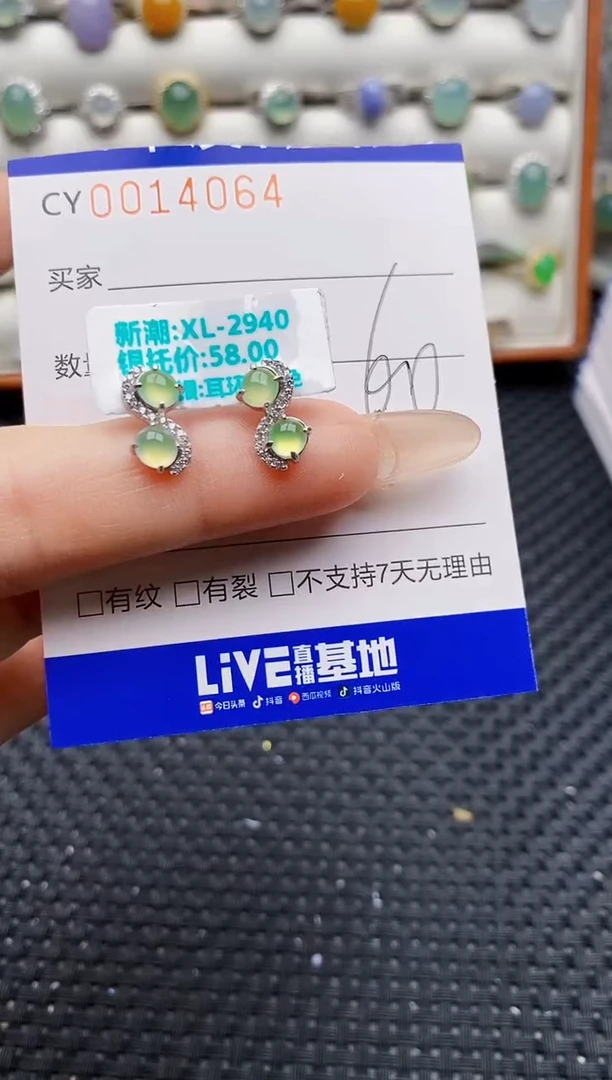 CY 0014064
买家
新潮:XL-2940
银托价:58.00
数
60
□有纹 □有裂 □不支持7天无理由
LiVE直播基地
今日头条 抖音 西瓜视频 抖音火山版